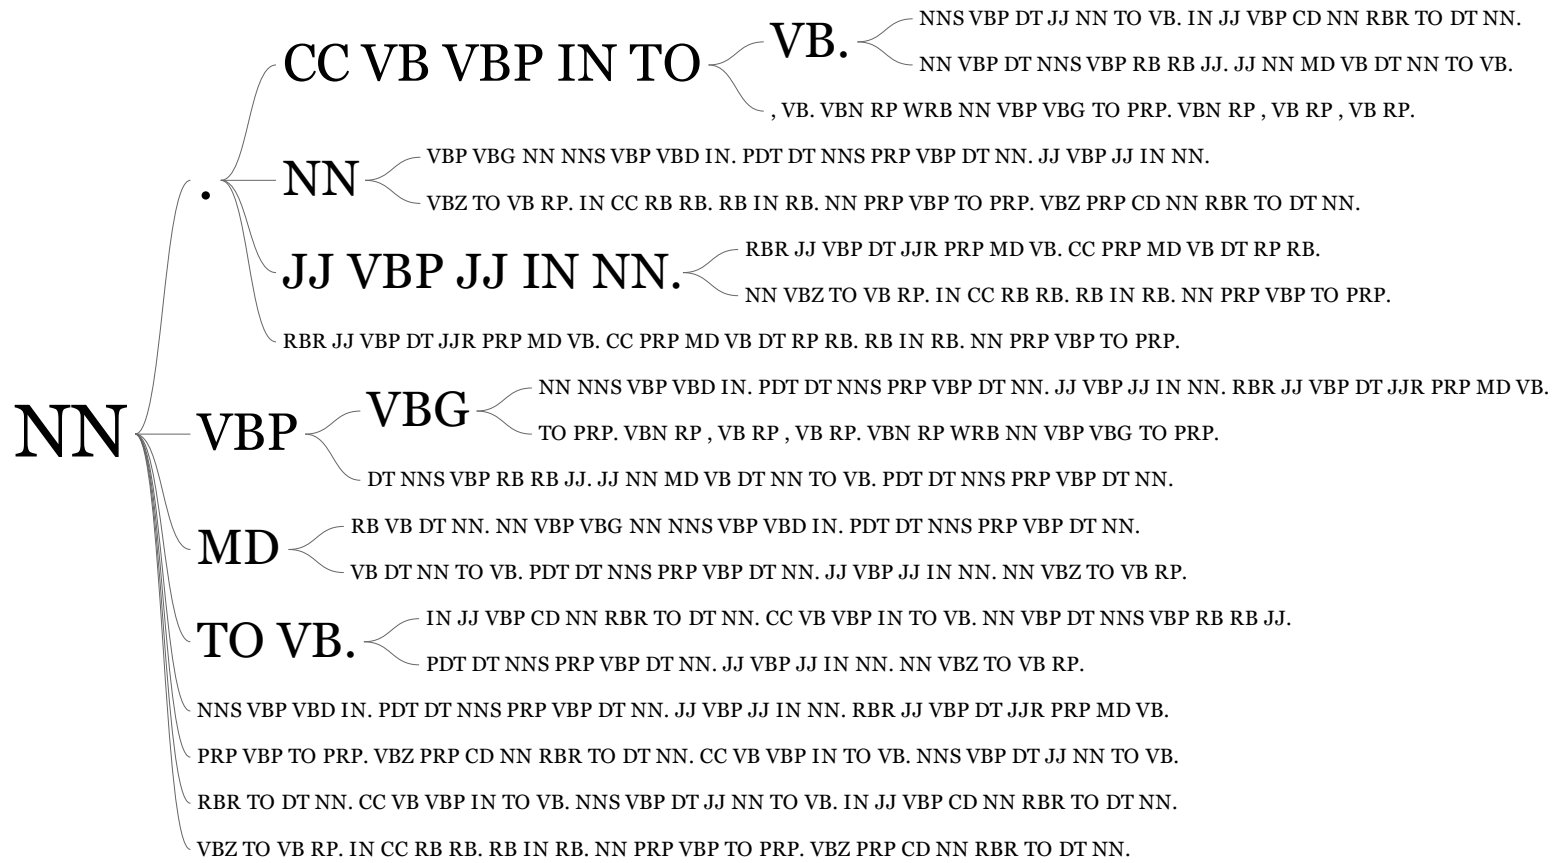 CC VB VBP IN TO
VB.
NNS VBP DT JJ NN TO VB. IN JJ VBP CD NN RBR TO DT NN.
NN VBP DT NNS VBP RB RB JJ. JJ NN MD VB DT NN TO VB.
, VB. VBN RP WRB NN VBP VBG TO PRP. VBN RP , VB RP , VB RP.
.
NN
VBP VBG NN NNS VBP VBD IN. PDT DT NNS PRP VBP DT NN. JJ VBP JJ IN NN.
VBZ TO VB RP. IN CC RB RB. RB IN RB. NN PRP VBP TO PRP. VBZ PRP CD NN RBR TO DT NN.
JJ VBP JJ IN NN.
RBR JJ VBP DT JJR PRP MD VB. CC PRP MD VB DT RP RB.
NN VBZ TO VB RP. IN CC RB RB. RB IN RB. NN PRP VBP TO PRP.
RBR JJ VBP DT JJR PRP MD VB. CC PRP MD VB DT RP RB. RB IN RB. NN PRP VBP TO PRP.
NN
VBP
VBG
NN NNS VBP VBD IN. PDT DT NNS PRP VBP DT NN. JJ VBP JJ IN NN. RBR JJ VBP DT JJR PRP MD VB.
TO PRP. VBN RP , VB RP , VB RP. VBN RP WRB NN VBP VBG TO PRP.
DT NNS VBP RB RB JJ. JJ NN MD VB DT NN TO VB. PDT DT NNS PRP VBP DT NN.
MD
RB VB DT NN. NN VBP VBG NN NNS VBP VBD IN. PDT DT NNS PRP VBP DT NN.
VB DT NN TO VB. PDT DT NNS PRP VBP DT NN. JJ VBP JJ IN NN. NN VBZ TO VB RP.
TO VB.
IN JJ VBP CD NN RBR TO DT NN. CC VB VBP IN TO VB. NN VBP DT NNS VBP RB RB JJ.
PDT DT NNS PRP VBP DT NN. JJ VBP JJ IN NN. NN VBZ TO VB RP.
NNS VBP VBD IN. PDT DT NNS PRP VBP DT NN. JJ VBP JJ IN NN. RBR JJ VBP DT JJR PRP MD VB.
PRP VBP TO PRP. VBZ PRP CD NN RBR TO DT NN. CC VB VBP IN TO VB. NNS VBP DT JJ NN TO VB.
RBR TO DT NN. CC VB VBP IN TO VB. NNS VBP DT JJ NN TO VB. IN JJ VBP CD NN RBR TO DT NN.
VBZ TO VB RP. IN CC RB RB. RB IN RB. NN PRP VBP TO PRP. VBZ PRP CD NN RBR TO DT NN.